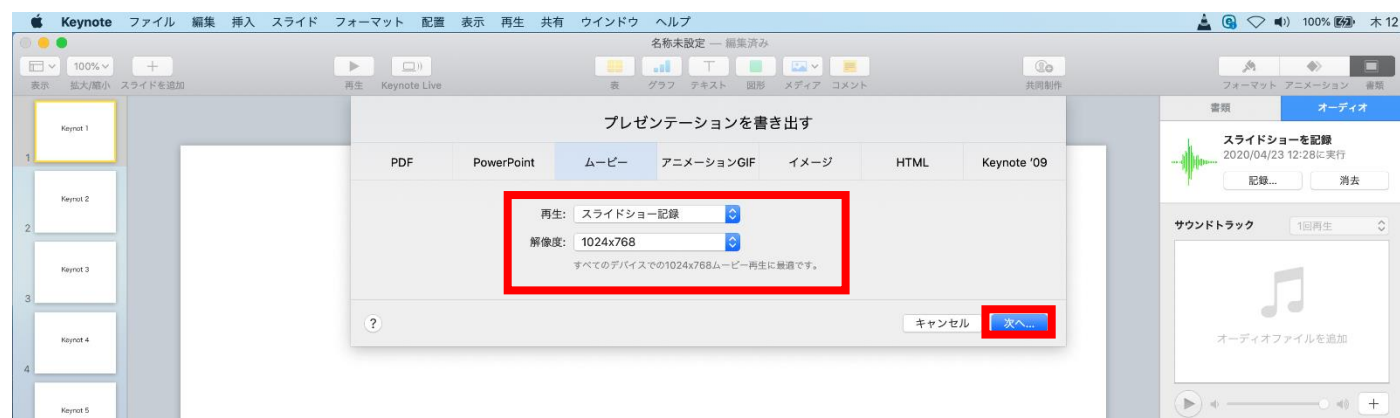 Keynote ファイル 編集 挿入 スライド フォーマット 配置 表示 再生 共有 ウインドウ ヘルプ 100% 木 12
名称未設定 — 編集済み
100%
表示 拡大/縮小 スライドを追加 再生 Keynote Live 表 グラフ テキスト 図形 メディア コメント 共同制作 フォーマット アニメーション 書類
Keynot 1
1
Keynot 2
2
Keynot 3
3
Keynot 4
4
Keynot 5
プレゼンテーションを書き出す
PDF PowerPoint ムービー アニメーションGIF イメージ HTML Keynote '09
再生: スライドショー記録
解像度: 1024x768
すべてのデバイスでの1024x768ムービー再生に最適です。
? キャンセル 次へ...
書類 オーディオ
スライドショーを記録
2020/04/23 12:28に実行
記録... 消去
サウンドトラック 1回再生
オーディオファイルを追加